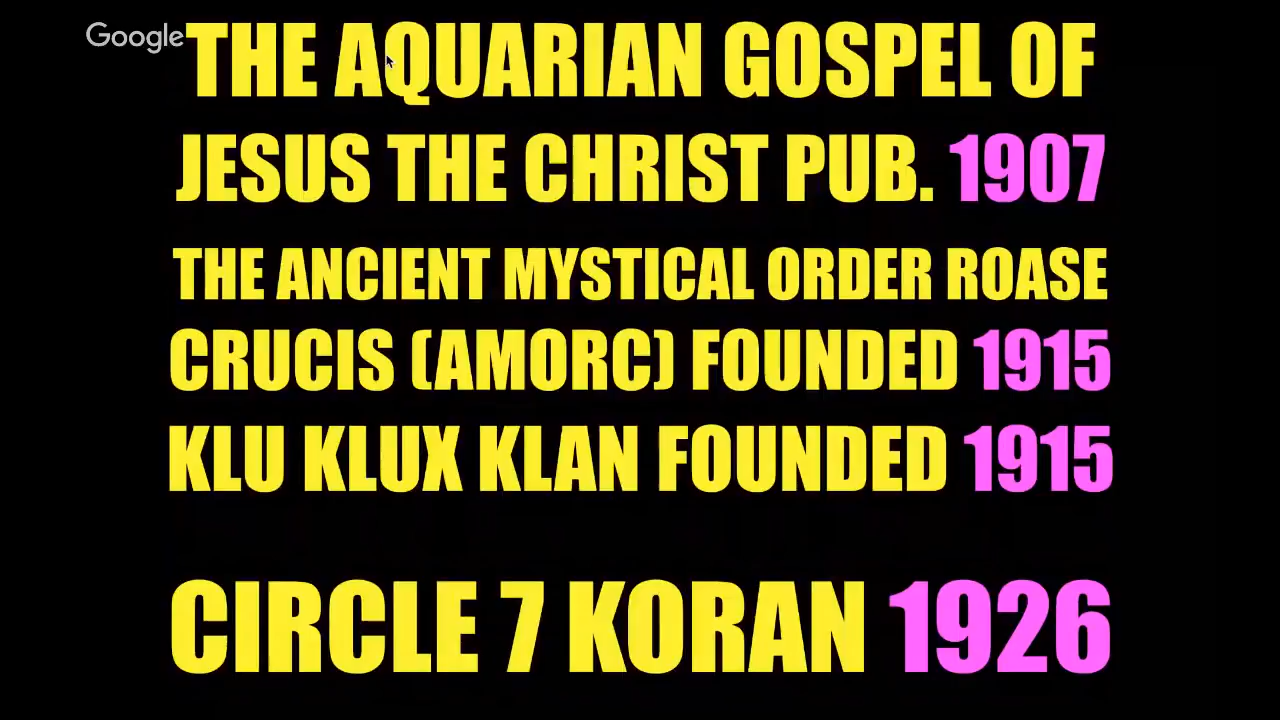 Google
THE AQUARIAN GOSPEL OF
JESUS THE CHRIST PUB. 1907
THE ANCIENT MYSTICAL ORDER ROASE
CRUCIS (AMORC) FOUNDED 1915
KLU KLUX KLAN FOUNDED 1915
CIRCLE 7 KORAN 1926